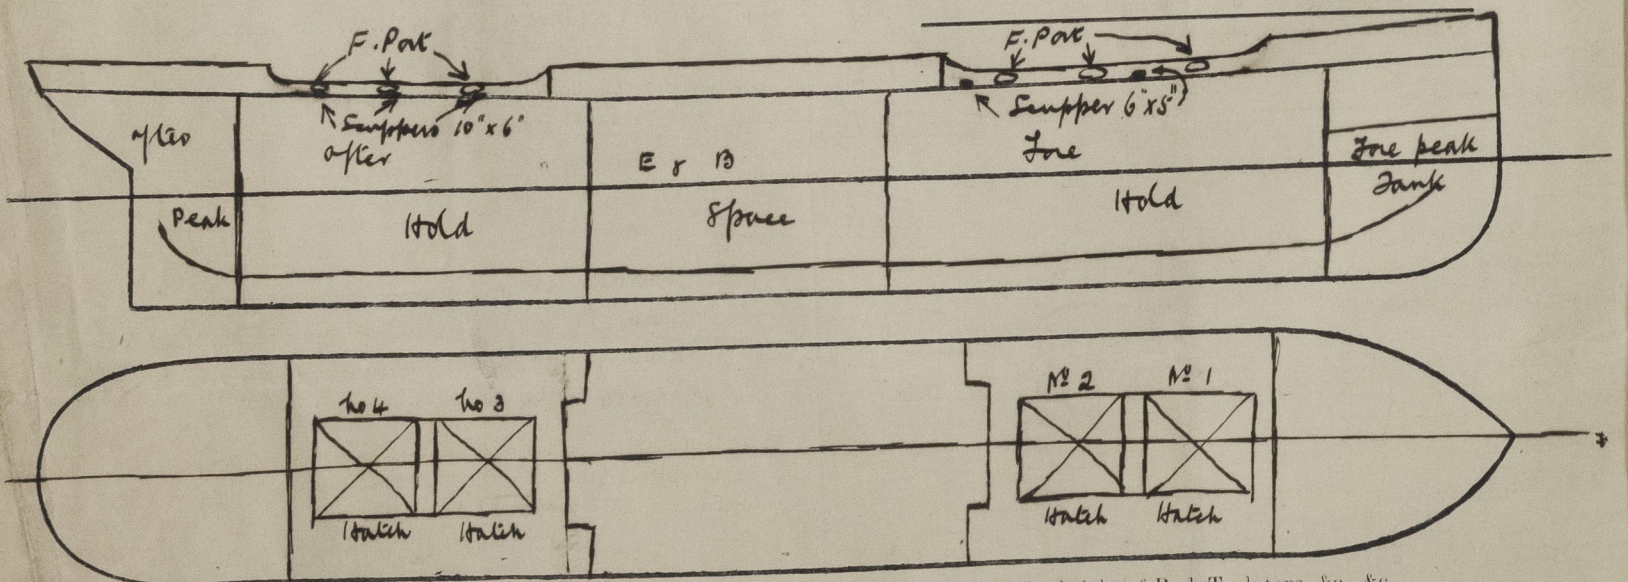 F. Port
F. Port
Scuppers 10" x 6"
Scupper 6" x 5"
after
Peak
after
Hold
E & B
Space
Fore
Hold
Fore peak
Tank
No 4
No 3
No 2
No 1
Hatch
Hatch
Hatch
Hatch